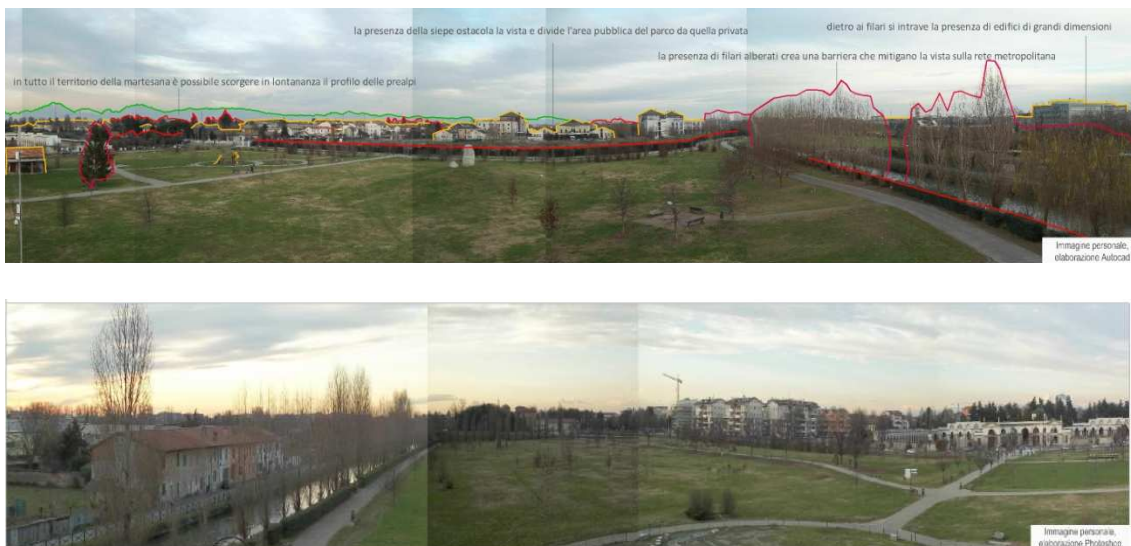 dietro ai filari si intrave la presenza di edifici di grandi dimensioni
la presenza della siepe ostacola la vista e divide l'area pubblica del parco da quella privata
la presenza di filari alberati crea una barriera che mitigano la vista sulla rete metropolitana
in tutto il territorio della martesana è possibile scorgere in lontananza il profilo delle prealpi
Immagine personale,
elaborazione Autocad
Immagine personale,
elaborazione Photoshop